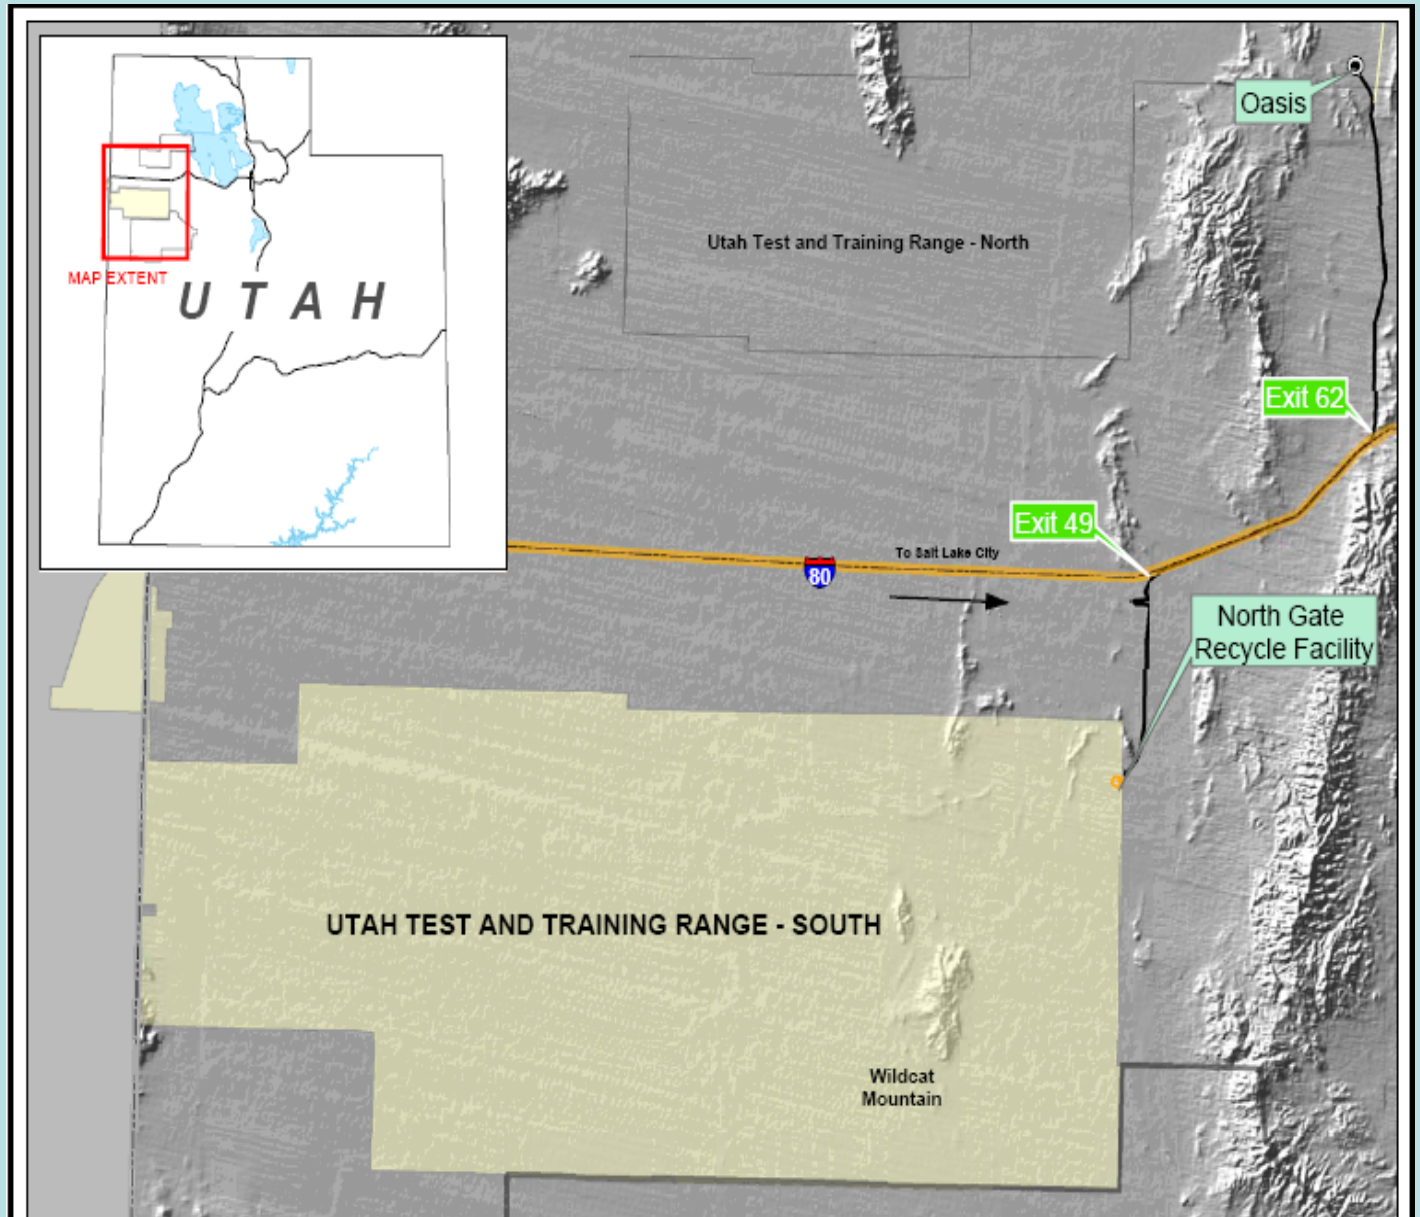 Oasis
Utah Test and Training Range - North
MAP EXTENT
U T A H
Exit 62
Exit 49
To Salt Lake City
80
North Gate
Recycle Facility
UTAH TEST AND TRAINING RANGE - SOUTH
Wildcat
Mountain